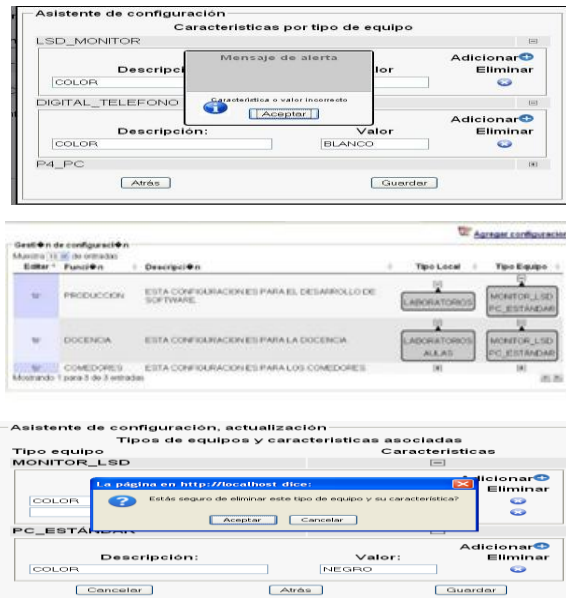 Asistente de configuración
Características por tipo de equipo
LSD_MONITOR
Mensaje de alerta
Adicionar
Descripci lor Eliminar
COLOR
Característica o valor incorrecto
Aceptar
DIGITAL_TELEFONO
Adicionar
Descripción: Valor Eliminar
COLOR BLANCO
P4_PC
Atrás Guardar
Agregar configuración
Gesti�n de configuraci�n
Muestra 10 de entradas
Editar Funci�n Descripci�n Tipo Local Tipo Equipo
PRODUCCION ESTA CONFIGURACION ES PARA EL DESARROLLO DE SOFTWARE. LABORATORIOS MONITOR_LSD
PC_ESTÁNDAR
DOCENCIA ESTA CONFIGURACION ES PARA LA DOCENCIA LABORATORIOS MONITOR_LSD
AULAS PC_ESTÁNDAR
COMEDORES ESTA CONFIGURACION ES PARA LOS COMEDORES
Mostrando 1 para 3 de 3 entradas
Asistente de configuración, actualización
Tipos de equipos y características asociadas
Tipo equipo Características
MONITOR_LSD
La página en http://localhost dice:
dicionar
Eliminar
Estás seguro de eliminar este tipo de equipo y su característica?
COLOR
Aceptar Cancelar
PC_ESTÁNDAR
Adicionar
Descripción: Valor: Eliminar
COLOR NEGRO
Cancelar Atrás Guardar